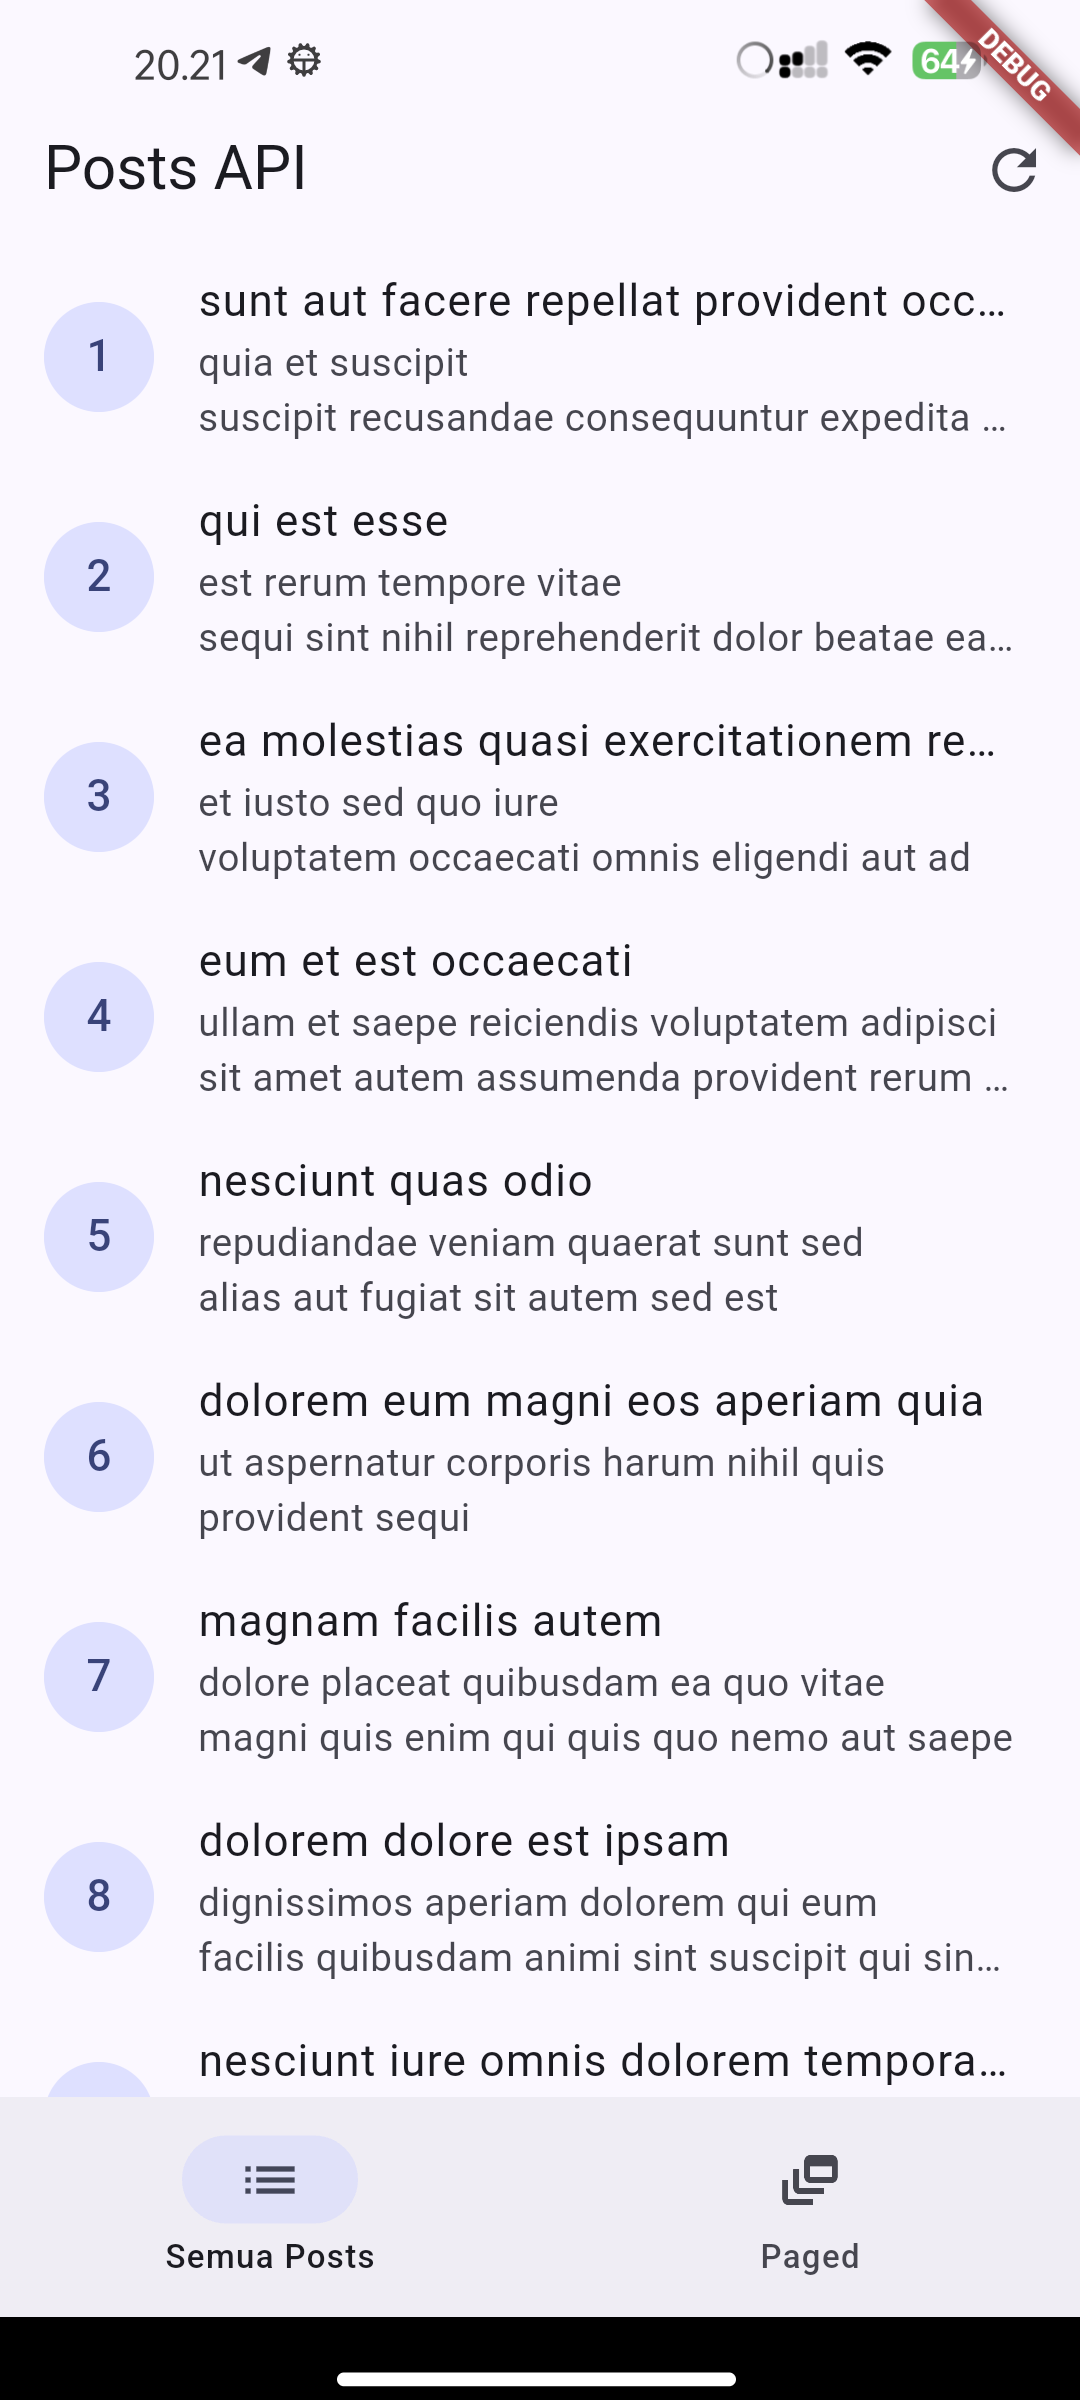 20.21
64
DEBUG
Posts API
1
sunt aut facere repellat provident occ...
quia et suscipit
suscipit recusandae consequuntur expedita ...
2
qui est esse
est rerum tempore vitae
sequi sint nihil reprehenderit dolor beatae ea...
3
ea molestias quasi exercitationem re...
et iusto sed quo iure
voluptatem occaecati omnis eligendi aut ad
4
eum et est occaecati
ullam et saepe reiciendis voluptatem adipisci
sit amet autem assumenda provident rerum ...
5
nesciunt quas odio
repudiandae veniam quaerat sunt sed
alias aut fugiat sit autem sed est
6
dolorem eum magni eos aperiam quia
ut aspernatur corporis harum nihil quis
provident sequi
7
magnam facilis autem
dolore placeat quibusdam ea quo vitae
magni quis enim qui quis quo nemo aut saepe
8
dolorem dolore est ipsam
dignissimos aperiam dolorem qui eum
facilis quibusdam animi sint suscipit qui sin...
nesciunt iure omnis dolorem tempora...
Semua Posts
Paged